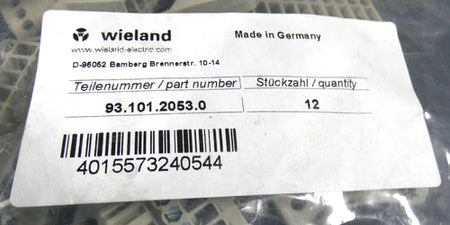 wieland
Made in Germany
www.wieland-electric.com
D-96052 Bamberg Brennerstr. 10-14
Teilenummer / part number
Stückzahl / quantity
93.101.2053.0
12
4015573240544